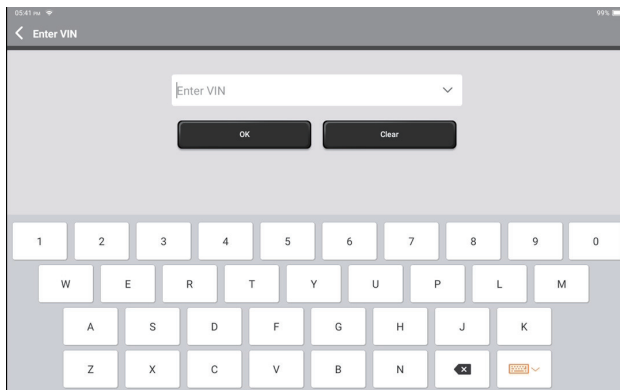 05:41 PM 99%
Enter VIN
Enter VIN
OK Clear
1 2 3 4 5 6 7 8 9 0
W E R T Y U P L M
A S D F G H J K
Z X C V B N